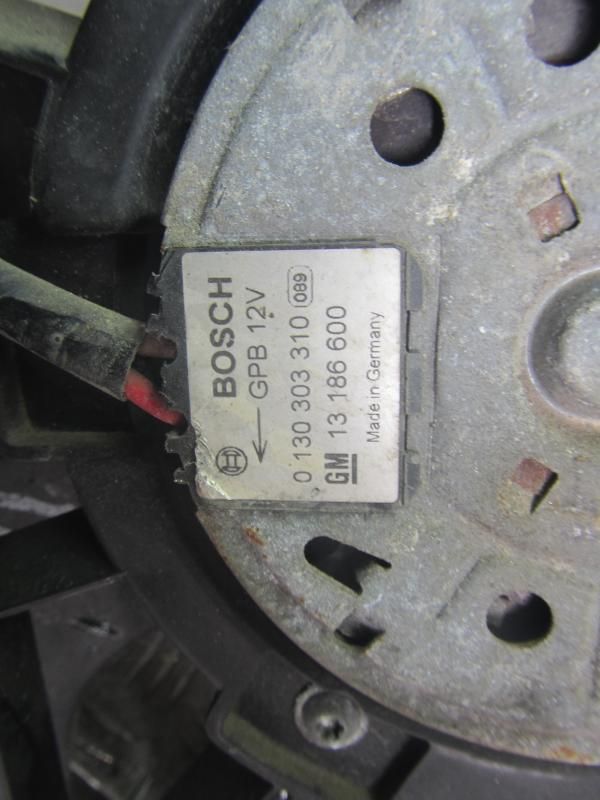 BOSCH
GPB 12V
0 130 303 310 089
GM 13 186 600
Made in Germany